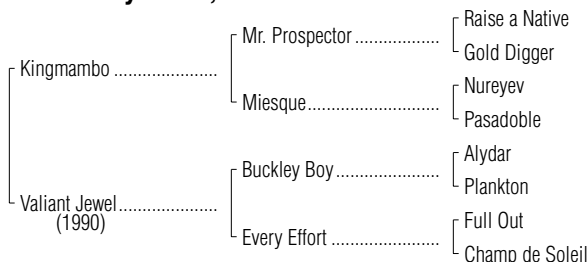 Raise a Native
Mr. Prospector
Gold Digger
Kingmambo
Nureyev
Miesque
Pasadoble
Alydar
Buckley Boy
Plankton
Valiant Jewel
(1990)
Full Out
Every Effort
Champ de Soleil